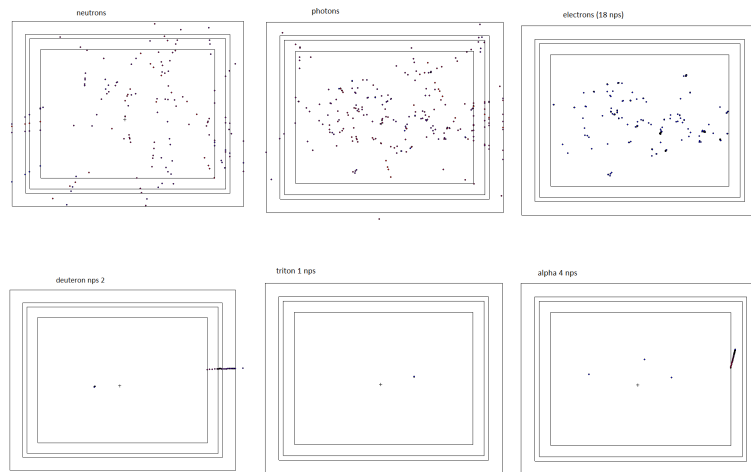 neutrons
photons
electrons (18 nps)
deuteron nps 2
triton 1 nps
alpha 4 nps